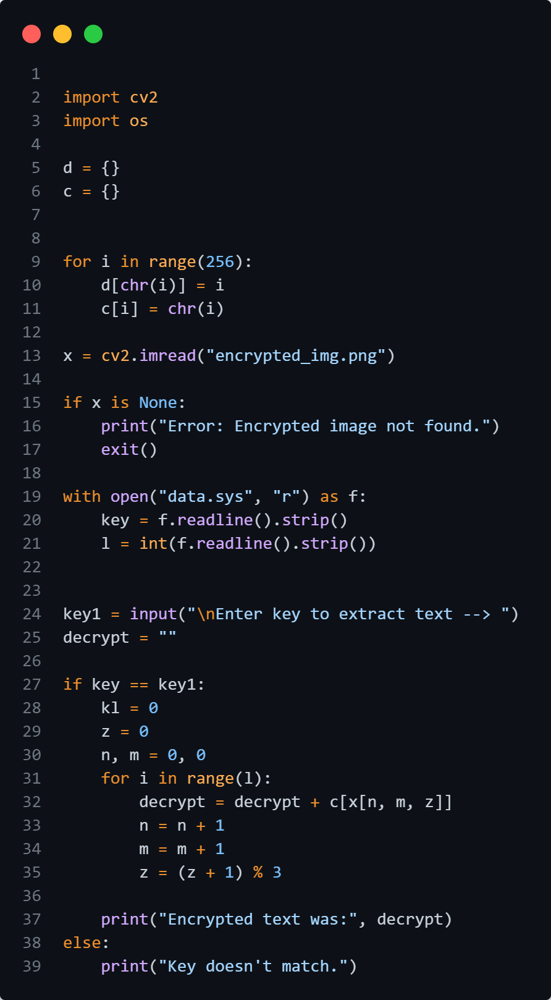 1
2 import cv2
3 import os
4
5 d = {}
6 c = {}
7
8
9 for i in range(256):
10     d[chr(i)] = i
11     c[i] = chr(i)
12
13 x = cv2.imread("encrypted_img.png")
14
15 if x is None:
16     print("Error: Encrypted image not found.")
17     exit()
18
19 with open("data.sys", "r") as f:
20     key = f.readline().strip()
21     l = int(f.readline().strip())
22
23
24 key1 = input("\nEnter key to extract text --> ")
25 decrypt = ""
26
27 if key == key1:
28     kl = 0
29     z = 0
30     n, m = 0, 0
31     for i in range(l):
32         decrypt = decrypt + c[x[n, m, z]]
33         n = n + 1
34         m = m + 1
35         z = (z + 1) % 3
36
37     print("Encrypted text was:", decrypt)
38 else:
39     print("Key doesn't match.")